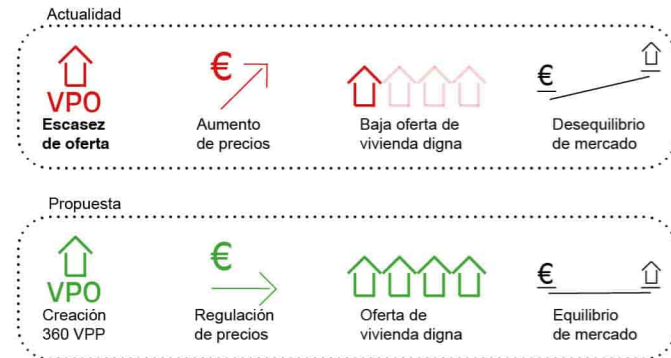 Actualidad
€
€
VPO
Escasez
de oferta
Aumento
de precios
Baja oferta de
vivienda digna
Desequilibrio
de mercado
Propuesta
€
€
VPO
Creación
360 VPP
Regulación
de precios
Oferta de
vivienda digna
Equilibrio
de mercado